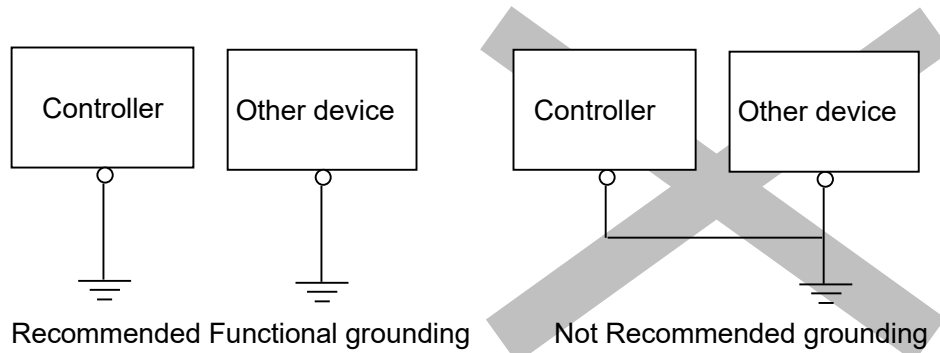 Controller
Other device
Controller
Other device
Recommended Functional grounding
Not Recommended grounding